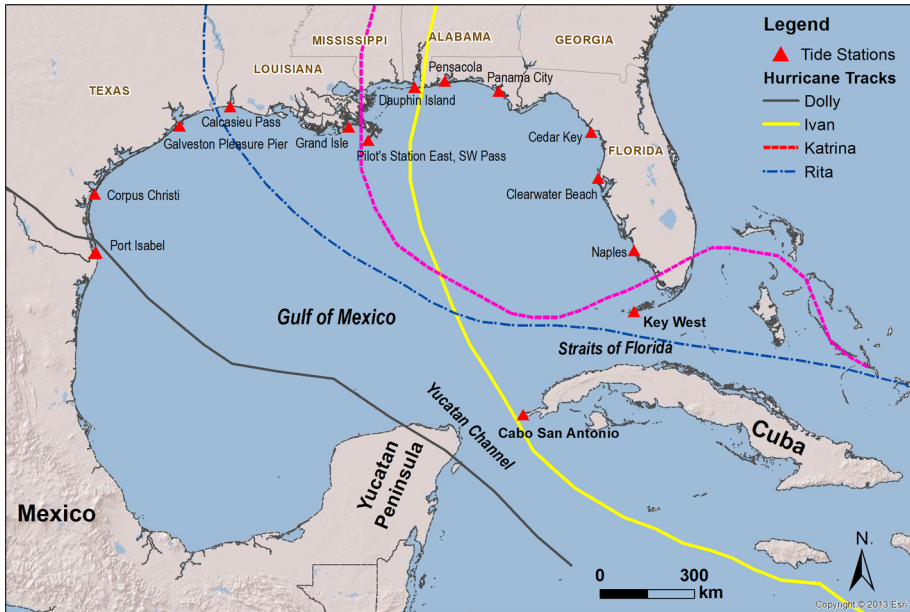 Legend
Tide Stations
Hurricane Tracks
Dolly
Ivan
Katrina
Rita
MISSISSIPPI
ALABAMA
GEORGIA
TEXAS
LOUISIANA
Pensacola
Panama City
Dauphin Island
Calcasieu Pass
Galveston Pleasure Pier
Grand Isle
Pilot's Station East, SW Pass
Cedar Key
FLORIDA
Clearwater Beach
Corpus Christi
Port Isabel
Naples
Gulf of Mexico
Key West
Straits of Florida
Yucatan Channel
Cabo San Antonio
Cuba
Yucatan
Peninsula
Mexico
N
0 300
km
Copyright:© 2013 Esri